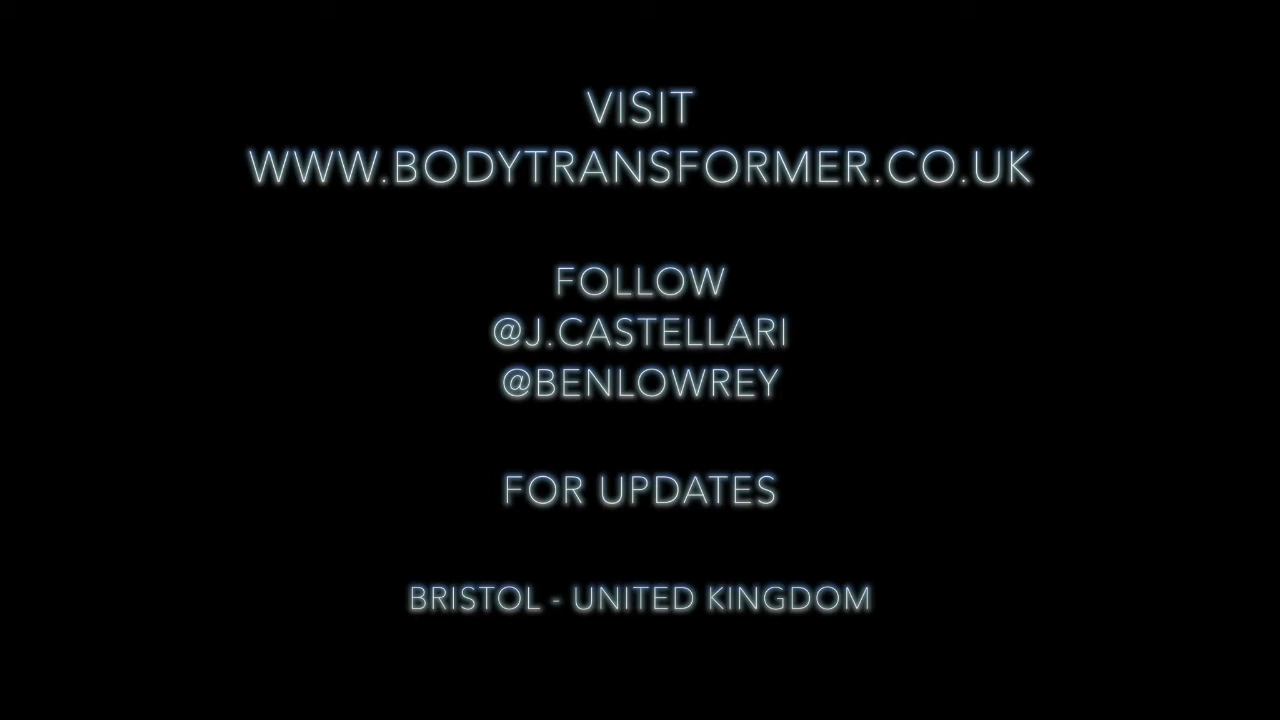 VISIT
WWW.BODYTRANSFORMER.CO.UK
FOLLOW
@J.CASTELLARI
@BENLOWREY
FOR UPDATES
BRISTOL - UNITED KINGDOM